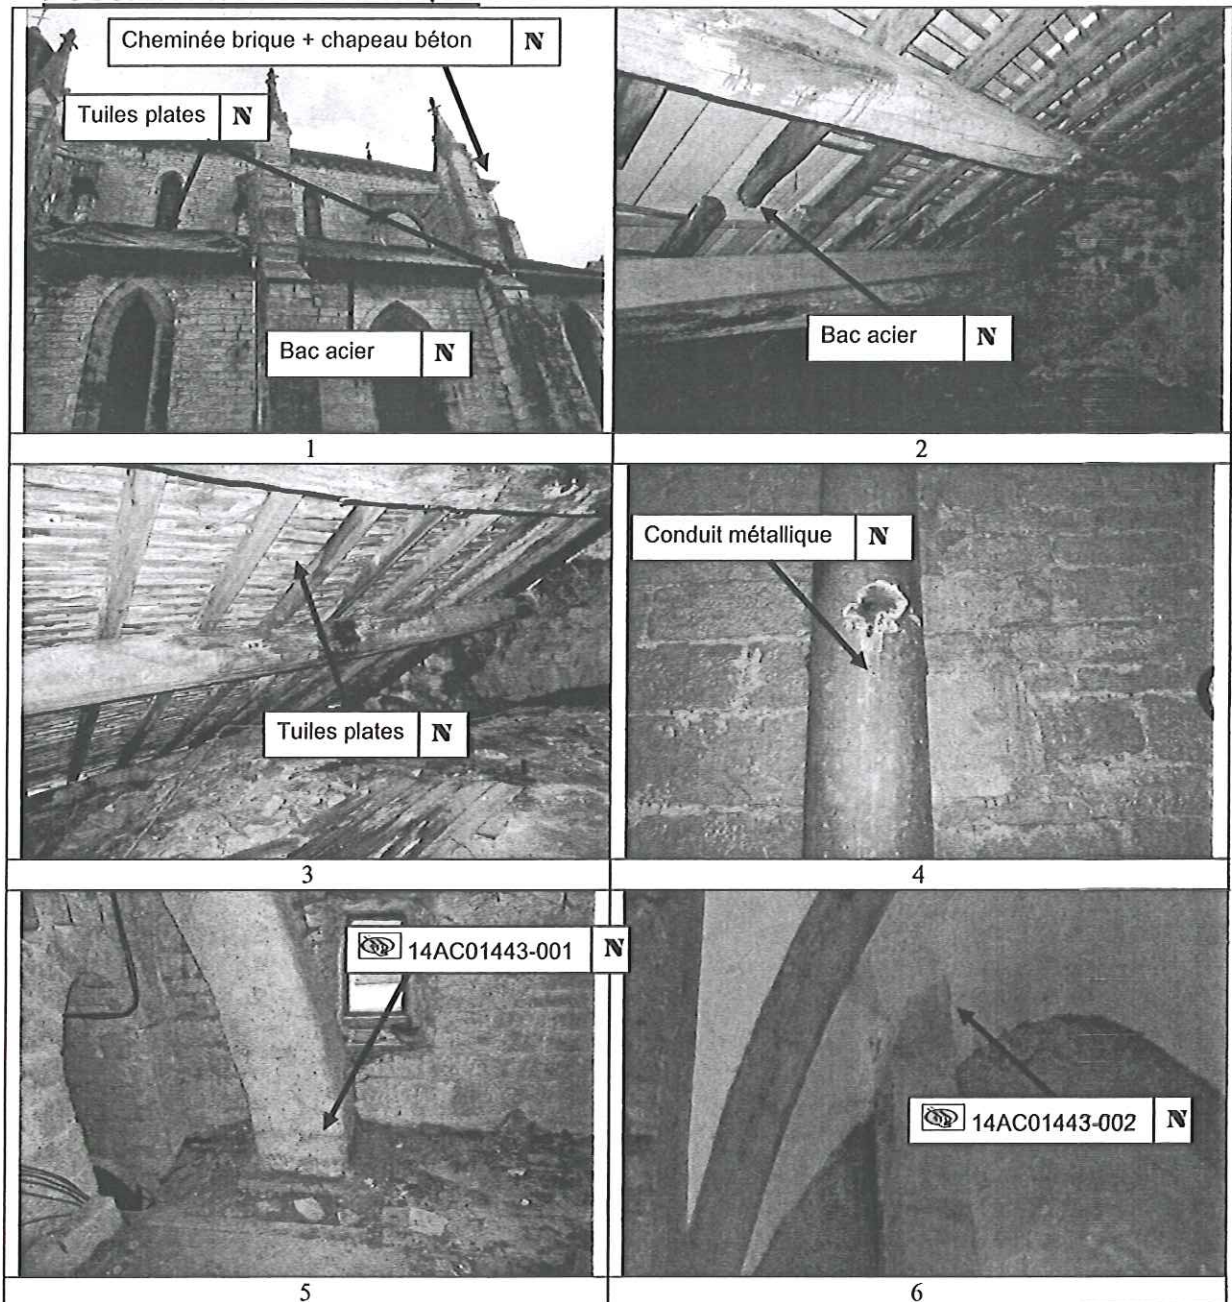 Cheminée brique + chapeau béton N
Tuiles plates N
Bac acier N
1
Bac acier N
2
Tuiles plates N
3
Conduit métallique N
4
14AC01443-001 N
5
14AC01443-002 N
6